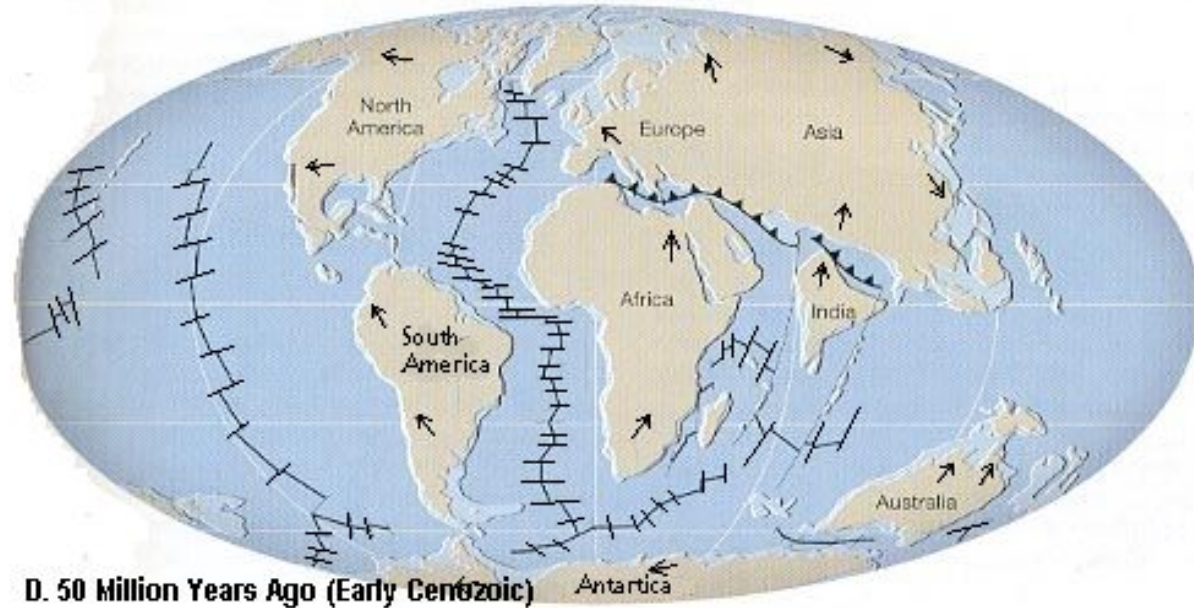 North
America
Europe
Asia
Africa
India
South-
America
Australia
Antartica
D. 50 Million Years Ago (Early Cenozoic)